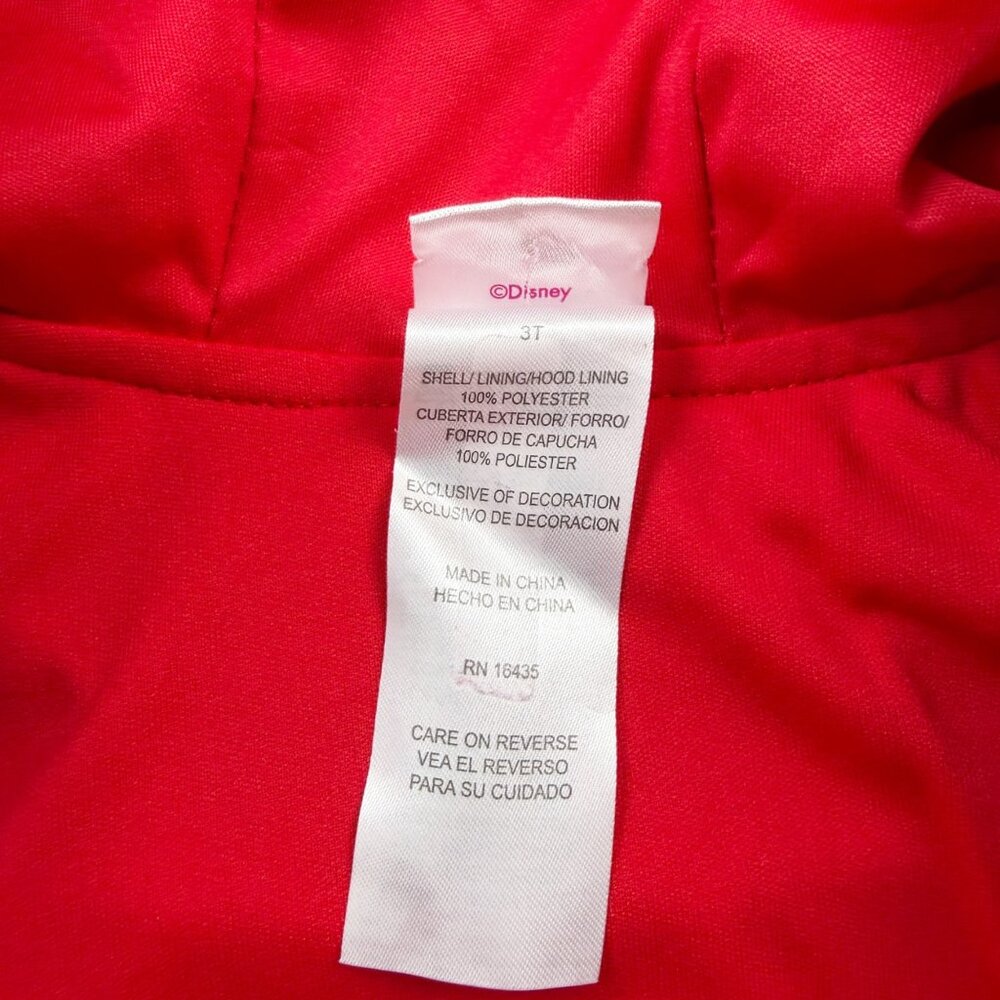 ©Disney
3T
SHELL/ LINING/HOOD LINING
100% POLYESTER
CUBERTA EXTERIOR/ FORRO/
FORRO DE CAPUCHA
100% POLIESTER
EXCLUSIVE OF DECORATION
EXCLUSIVO DE DECORACION
MADE IN CHINA
HECHO EN CHINA
RN 16435
CARE ON REVERSE
VEA EL REVERSO
PARA SU CUIDADO